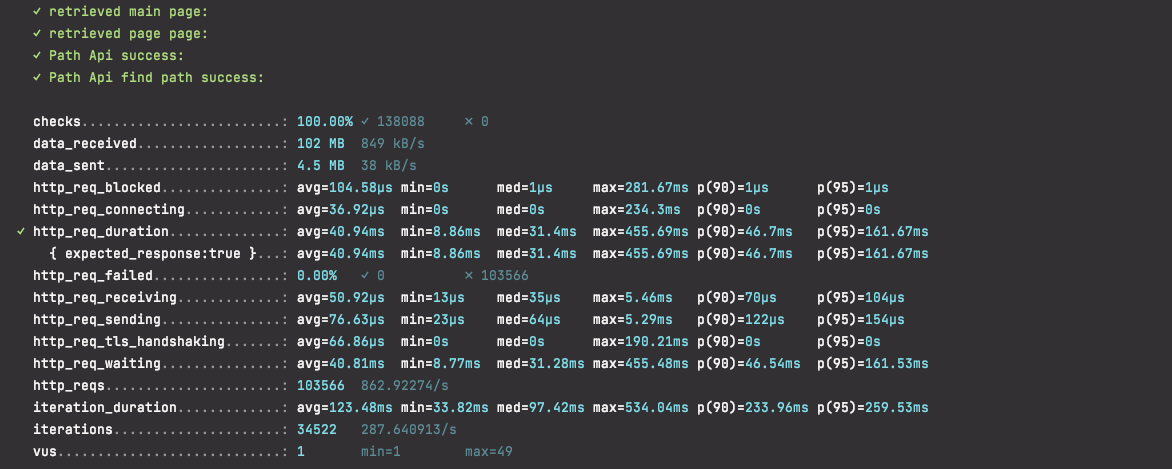 ✓ retrieved main page:
✓ retrieved page page:
✓ Path Api success:
✓ Path Api find path success:
checks.........................: 100.00% ✓ 138088     ✗ 0
data_received..................: 102 MB  849 kB/s
data_sent......................: 4.5 MB  38 kB/s
http_req_blocked...............: avg=104.58µs min=0s      med=1µs     max=281.67ms p(90)=1µs      p(95)=1µs
http_req_connecting............: avg=36.92µs  min=0s      med=0s      max=234.3ms  p(90)=0s       p(95)=0s
✓ http_req_duration..............: avg=40.94ms  min=8.86ms  med=31.4ms  max=455.69ms p(90)=46.7ms   p(95)=161.67ms
{ expected_response:true }...: avg=40.94ms  min=8.86ms  med=31.4ms  max=455.69ms p(90)=46.7ms   p(95)=161.67ms
http_req_failed................: 0.00%   ✓ 0          ✗ 103566
http_req_receiving.............: avg=50.92µs  min=13µs    med=35µs    max=5.46ms   p(90)=70µs     p(95)=104µs
http_req_sending...............: avg=76.63µs  min=23µs    med=64µs    max=5.29ms   p(90)=122µs    p(95)=154µs
http_req_tls_handshaking.......: avg=66.86µs  min=0s      med=0s      max=190.21ms p(90)=0s       p(95)=0s
http_req_waiting...............: avg=40.81ms  min=8.77ms  med=31.28ms max=455.48ms p(90)=46.54ms  p(95)=161.53ms
http_reqs......................: 103566  862.92274/s
iteration_duration.............: avg=123.48ms min=33.82ms med=97.42ms max=534.04ms p(90)=233.96ms p(95)=259.53ms
iterations.....................: 34522   287.640913/s
vus............................: 1       min=1        max=49